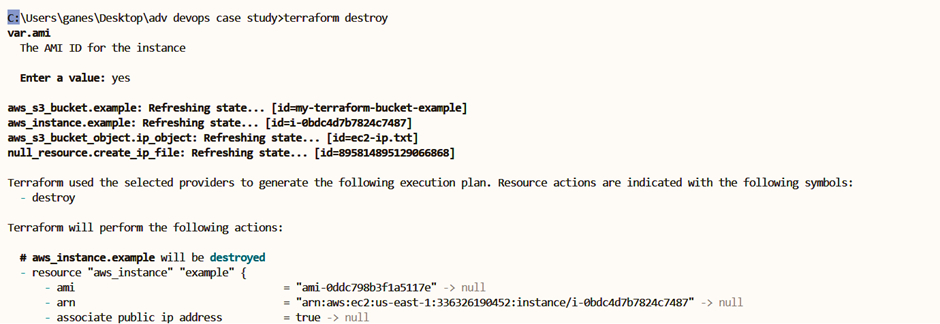 C:\Users\ganes\Desktop\adv devops case study>terraform destroy
var.ami
  The AMI ID for the instance

  Enter a value: yes

aws_s3_bucket.example: Refreshing state... [id=my-terraform-bucket-example]
aws_instance.example: Refreshing state... [id=i-0bdc4d7b7824c7487]
aws_s3_bucket_object.ip_object: Refreshing state... [id=ec2-ip.txt]
null_resource.create_ip_file: Refreshing state... [id=895814895129066868]

Terraform used the selected providers to generate the following execution plan. Resource actions are indicated with the following symbols:
  - destroy

Terraform will perform the following actions:

  # aws_instance.example will be destroyed
  - resource "aws_instance" "example" {
      - ami                                  = "ami-0ddc798b3f1a5117e" -> null
      - arn                                  = "arn:aws:ec2:us-east-1:336326190452:instance/i-0bdc4d7b7824c7487" -> null
      - associate_public_ip_address          = true -> null